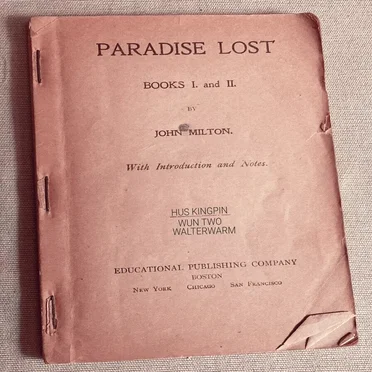 PARADISE LOST
BOOKS I. and II.
BY
JOHN MILTON.
With Introduction and Notes.
HUS KINGPIN
WUN TWO
WALTERWARM
EDUCATIONAL PUBLISHING COMPANY
BOSTON
NEW YORK CHICAGO SAN FRANCISCO